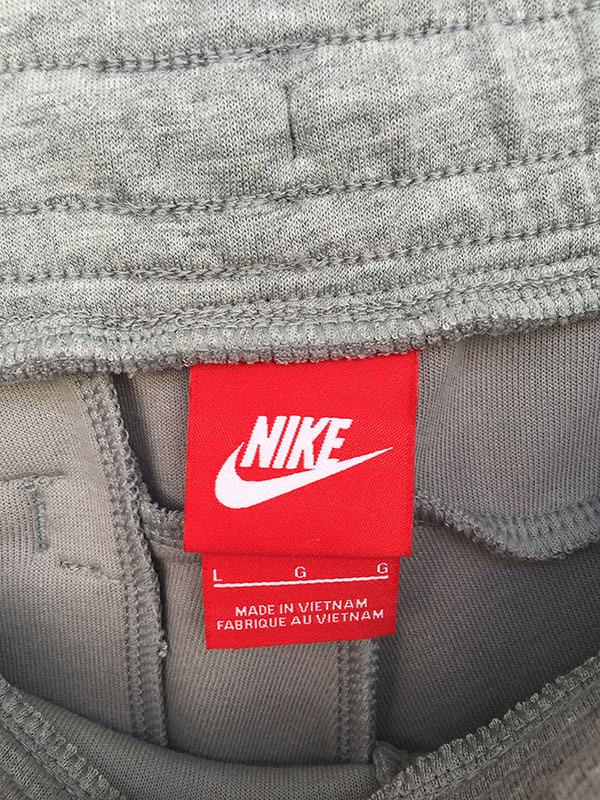 NIKE
L G G
MADE IN VIETNAM
FABRIQUE AU VIETNAM